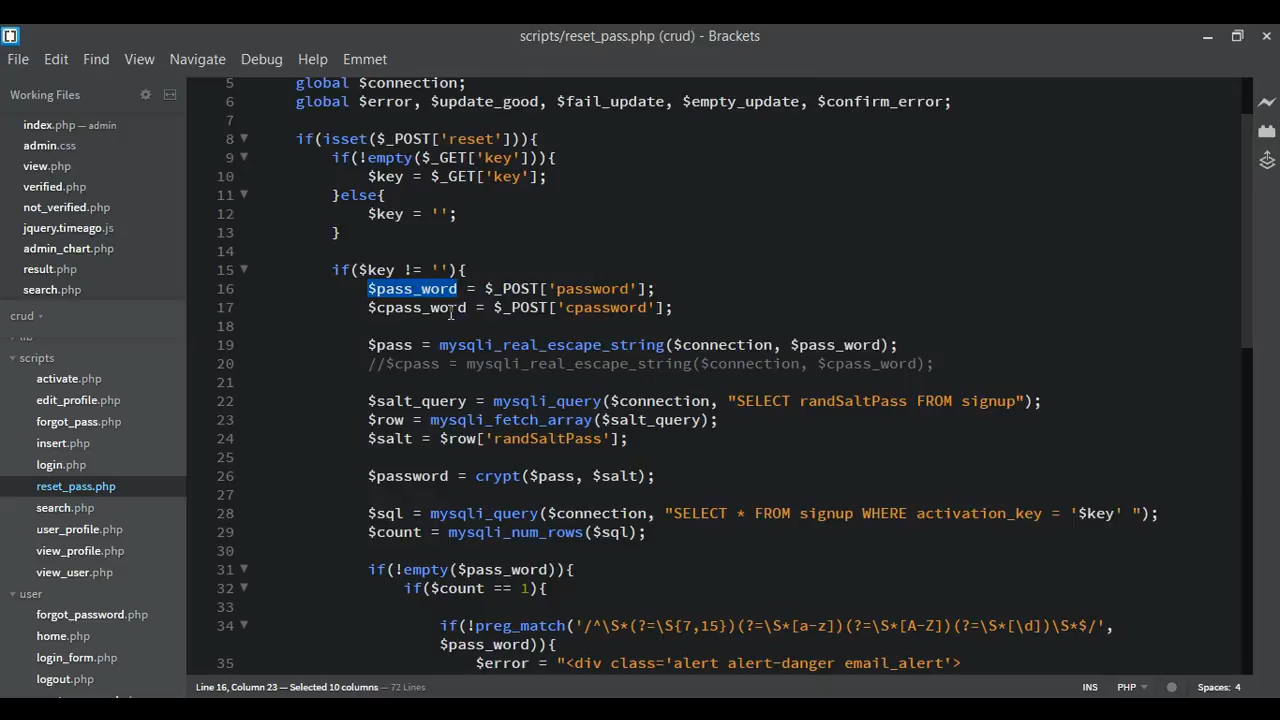 scripts/reset_pass.php (crud) - Brackets
File Edit Find View Navigate Debug Help Emmet
Working Files
index.php — admin
admin.css
view.php
verified.php
not_verified.php
jquery.timeago.js
admin_chart.php
result.php
search.php
crud
lib
scripts
activate.php
edit_profile.php
forgot_pass.php
insert.php
login.php
reset_pass.php
search.php
user_profile.php
view_profile.php
view_user.php
user
forgot_password.php
home.php
login_form.php
logout.php
5 global $connection;
6 global $error, $update_good, $fail_update, $empty_update, $confirm_error;
7
8 if(isset($_POST['reset'])){
9 if(!empty($_GET['key'])){
10 $key = $_GET['key'];
11 }else{
12 $key = '';
13 }
14
15 if($key != ''){
16 $pass_word = $_POST['password'];
17 $cpass_word = $_POST['cpassword'];
18
19 $pass = mysqli_real_escape_string($connection, $pass_word);
20 //$cpass = mysqli_real_escape_string($connection, $cpass_word);
21
22 $salt_query = mysqli_query($connection, "SELECT randSaltPass FROM signup");
23 $row = mysqli_fetch_array($salt_query);
24 $salt = $row['randSaltPass'];
25
26 $password = crypt($pass, $salt);
27
28 $sql = mysqli_query($connection, "SELECT * FROM signup WHERE activation_key = '$key' ");
29 $count = mysqli_num_rows($sql);
30
31 if(!empty($pass_word)){
32 if($count == 1){
33
34 if(!preg_match('/^\S*(?=\S{7,15})(?=\S*[a-z])(?=\S*[A-Z])(?=\S*[\d])\S*$/',
$pass_word)){
35 $error = "<div class='alert alert-danger email_alert'>
Line 16, Column 23 — Selected 10 columns — 72 Lines
INS PHP Spaces: 4